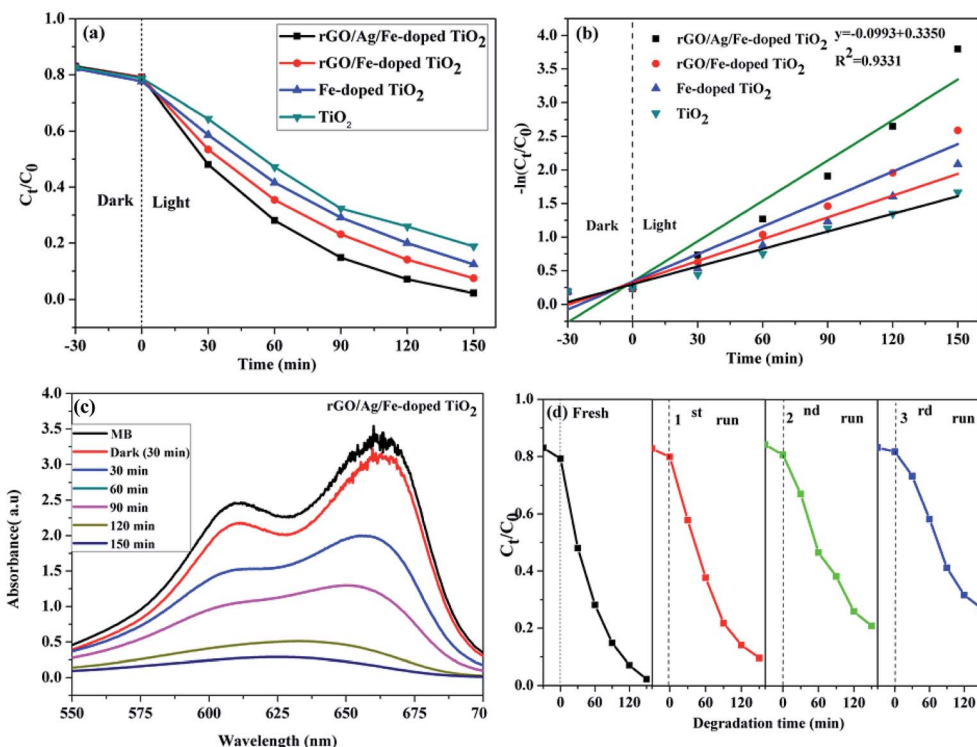 (a)
rGO/Ag/Fe-doped TiO2
rGO/Fe-doped TiO2
Fe-doped TiO2
TiO2
Dark
Light
Ct/C0
1.0
0.8
0.6
0.4
0.2
0.0
-30 0 30 60 90 120 150
Time (min)
(b)
rGO/Ag/Fe-doped TiO2
rGO/Fe-doped TiO2
Fe-doped TiO2
TiO2
y=-0.0993+0.3350
R2=0.9331
Dark
Light
-ln(Ct/C0)
4.0
3.5
3.0
2.5
2.0
1.5
1.0
0.5
0.0
-30 0 30 60 90 120 150
Time (min)
(c)
rGO/Ag/Fe-doped TiO2
MB
Dark (30 min)
30 min
60 min
90 min
120 min
150 min
Absorbance( a.u)
4.0
3.5
3.0
2.5
2.0
1.5
1.0
0.5
0.0
550 600 650 70
Wavelength (nm)
(d)
Fresh
1 st run
2 nd run
3 rd run
Ct/C0
1.0
0.8
0.6
0.4
0.2
0.0
0 60 120 0 60 120 0 60 120 0 60 120
Degradation time (min)